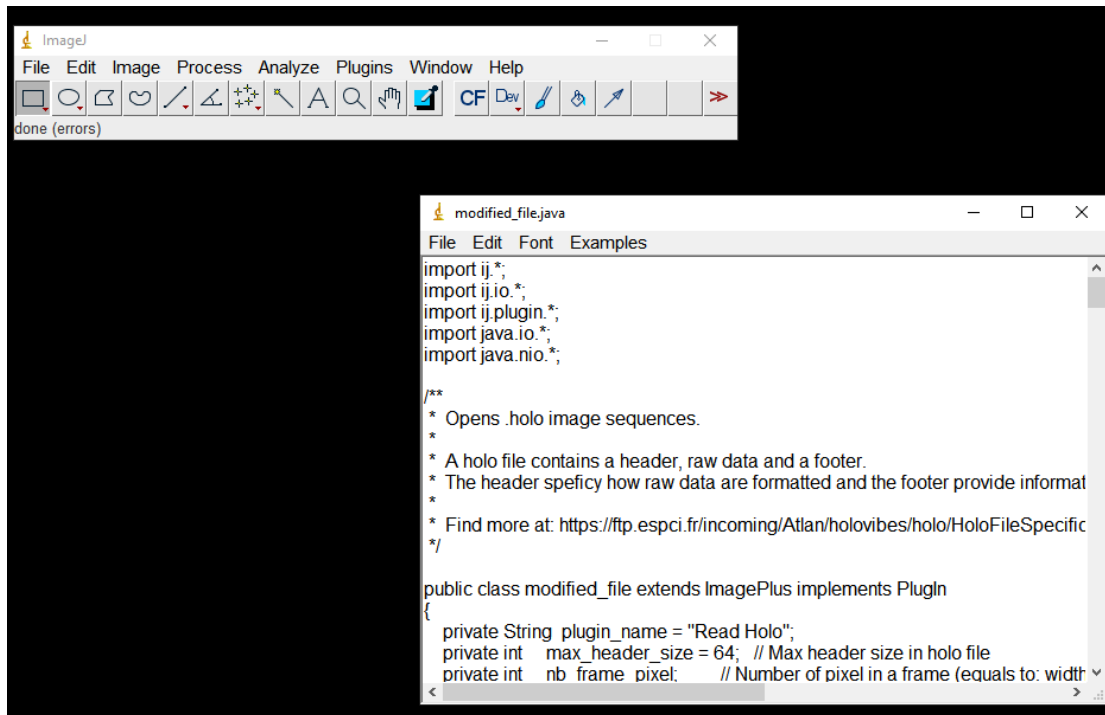 ImageJ
File Edit Image Process Analyze Plugins Window Help
A CF Dev >>
done (errors)
modified_file.java
File Edit Font Examples
import ij.*;
import ij.io.*;
import ij.plugin.*;
import java.io.*;
import java.nio.*;
/**
* Opens .holo image sequences.
*
* A holo file contains a header, raw data and a footer.
* The header speficy how raw data are formatted and the footer provide informat
*
* Find more at: https://ftp.espci.fr/incoming/Atlan/holovibes/holo/HoloFileSpecific
*/
public class modified_file extends ImagePlus implements PlugIn
{
private String plugin_name = "Read Holo";
private int max_header_size = 64; // Max header size in holo file
private int nb_frame_pixel; // Number of pixel in a frame (equals to: width